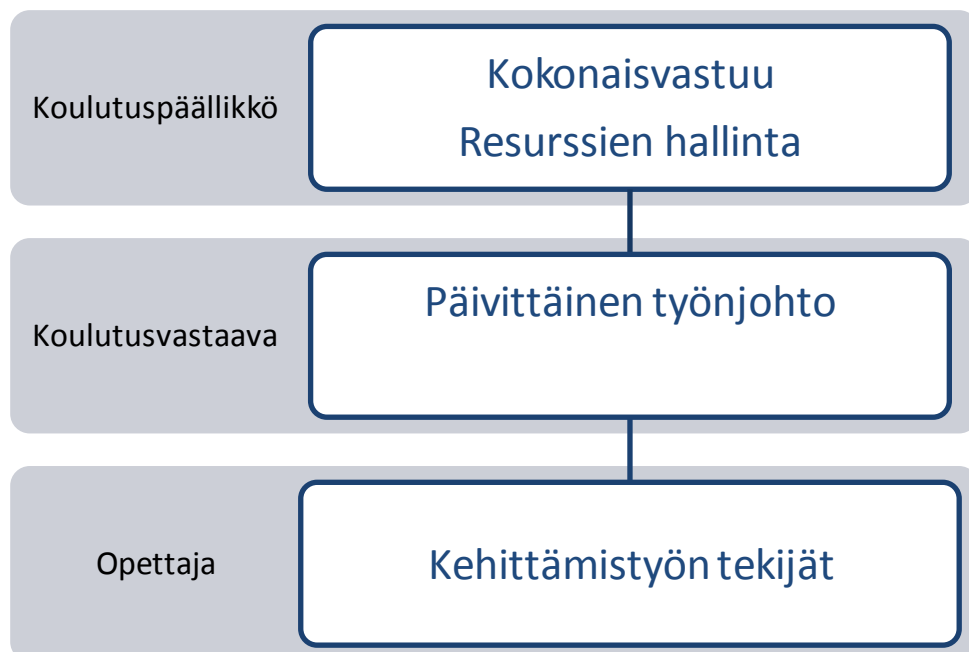 Koulutuspäällikkö
Kokonaisvastuu
Resurssien hallinta
Koulutusvastaava
Päivittäinen työnjohto
Opettaja
Kehittämistyön tekijät